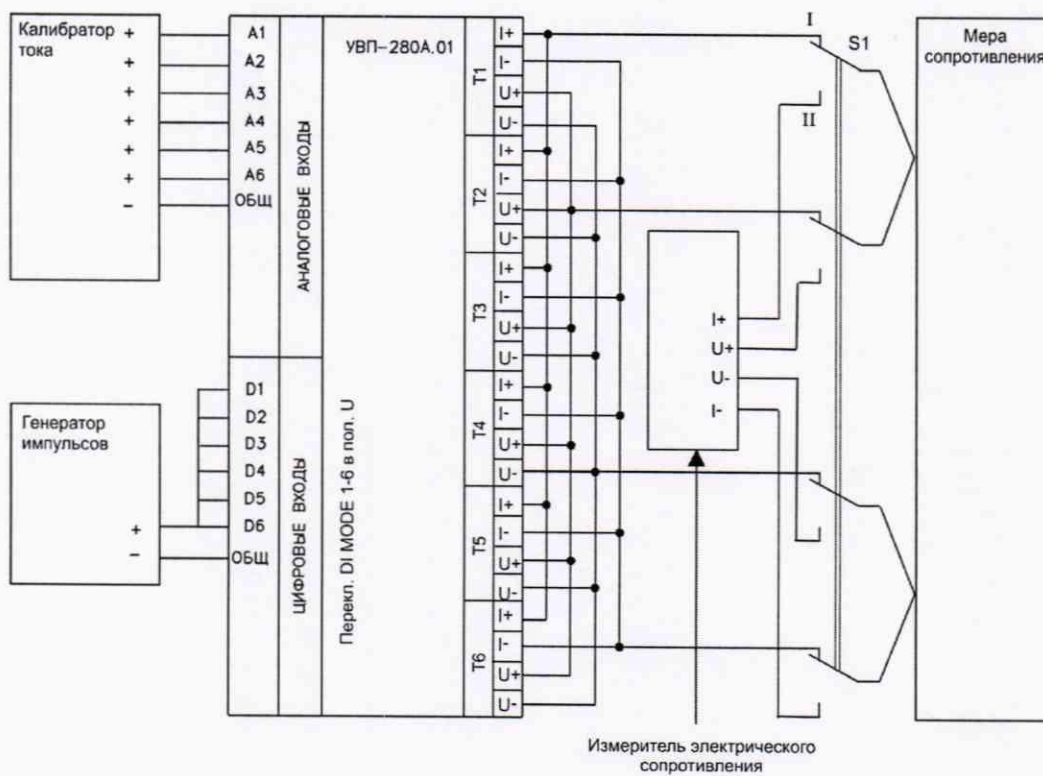 Калибратор
тока
+
+
+
+
+
+
−
A1
A2
A3
A4
A5
A6
ОБЩ
АНАЛОГОВЫЕ ВХОДЫ
Генератор
импульсов
+
−
D1
D2
D3
D4
D5
D6
ОБЩ
ЦИФРОВЫЕ ВХОДЫ
УВП-280А.01
Перекл. DI MODE 1-6 в пол. U
T1
I+
I-
U+
U-
T2
I+
I-
U+
U-
T3
I+
I-
U+
U-
T4
I+
I-
U+
U-
T5
I+
I-
U+
U-
T6
I+
I-
U+
U-
I
S1
II
I+
U+
U-
I-
Мера
сопротивления
Измеритель электрического
сопротивления